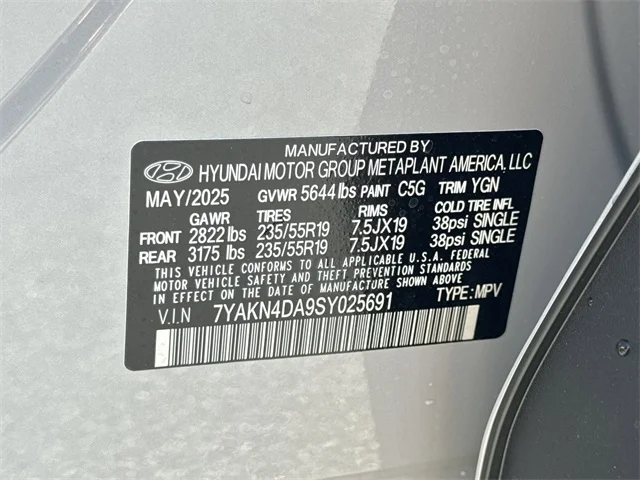 MANUFACTURED BY
HYUNDAI MOTOR GROUP METAPLANT AMERICA. LLC
MAY/2025 GVWR 5644 lbs PAINT C5G TRIM YGN
GAWR TIRES RIMS COLD TIRE INFL
FRONT 2822 lbs 235/55R19 7.5JX19 38psi SINGLE
REAR 3175 lbs 235/55R19 7.5JX19 38psi SINGLE
THIS VEHICLE CONFORMS TO ALL APPLICABLE U.S.A. FEDERAL
MOTOR VEHICLE SAFETY AND THEFT PREVENTION STANDARDS
IN EFFECT ON THE DATE OF MANUFACTURE SHOWN ABOVE
V.I.N 7YAKN4DA9SY025691 TYPE: MPV